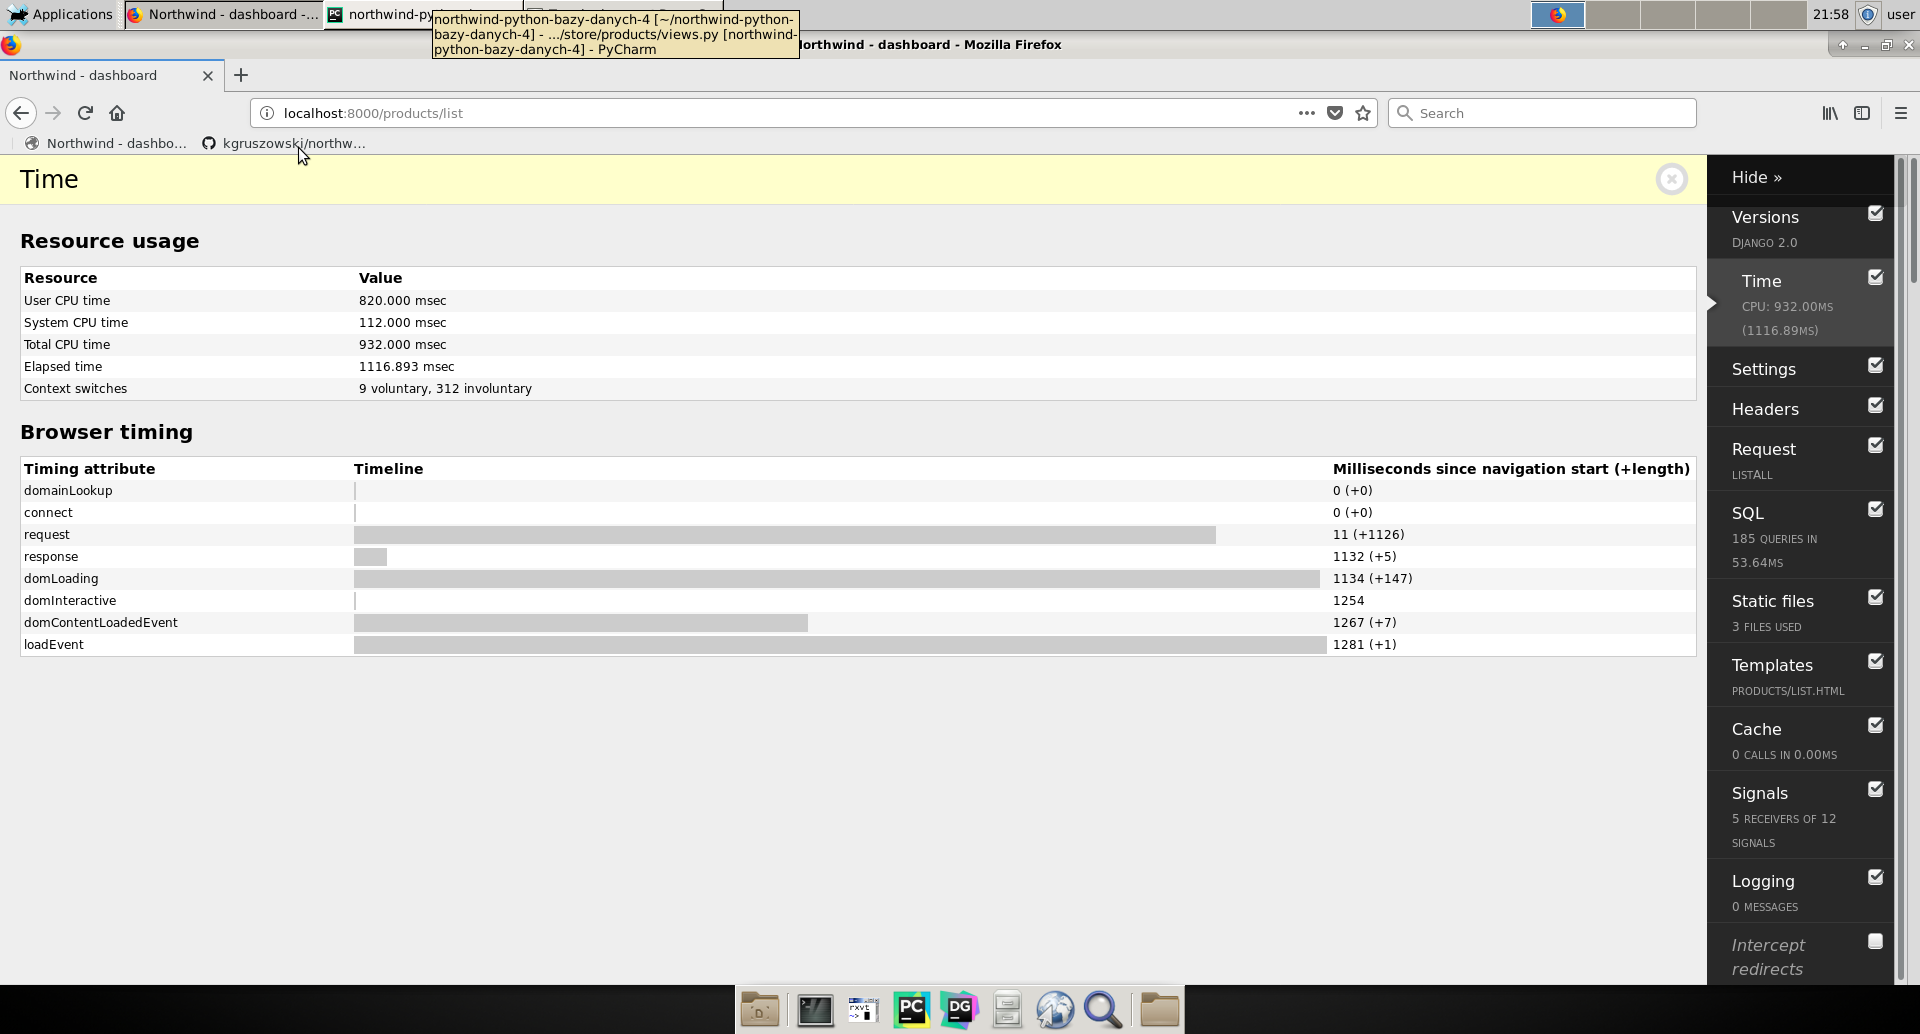 Applications
Northwind - dashboard -...
northwind-py
21:58
user
northwind-python-bazy-danych-4 [~/northwind-python-
bazy-danych-4] - .../store/products/views.py [northwind-
python-bazy-danych-4] - PyCharm
orthwind - dashboard - Mozilla Firefox
Northwind - dashboard
localhost:8000/products/list
Search
Northwind - dashbo...
kgruszowski/northw...
Time
Resource usage
Resource Value
User CPU time 820.000 msec
System CPU time 112.000 msec
Total CPU time 932.000 msec
Elapsed time 1116.893 msec
Context switches 9 voluntary, 312 involuntary
Browser timing
Timing attribute Timeline Milliseconds since navigation start (+length)
domainLookup 0 (+0)
connect 0 (+0)
request 11 (+1126)
response 1132 (+5)
domLoading 1134 (+147)
domInteractive 1254
domContentLoadedEvent 1267 (+7)
loadEvent 1281 (+1)
Hide »
Versions
DJANGO 2.0
Time
CPU: 932.00MS
(1116.89MS)
Settings
Headers
Request
LISTALL
SQL
185 QUERIES IN
53.64MS
Static files
3 FILES USED
Templates
PRODUCTS/LIST.HTML
Cache
0 CALLS IN 0.00MS
Signals
5 RECEIVERS OF 12
SIGNALS
Logging
0 MESSAGES
Intercept
redirects
D
rxvt
PC
DG